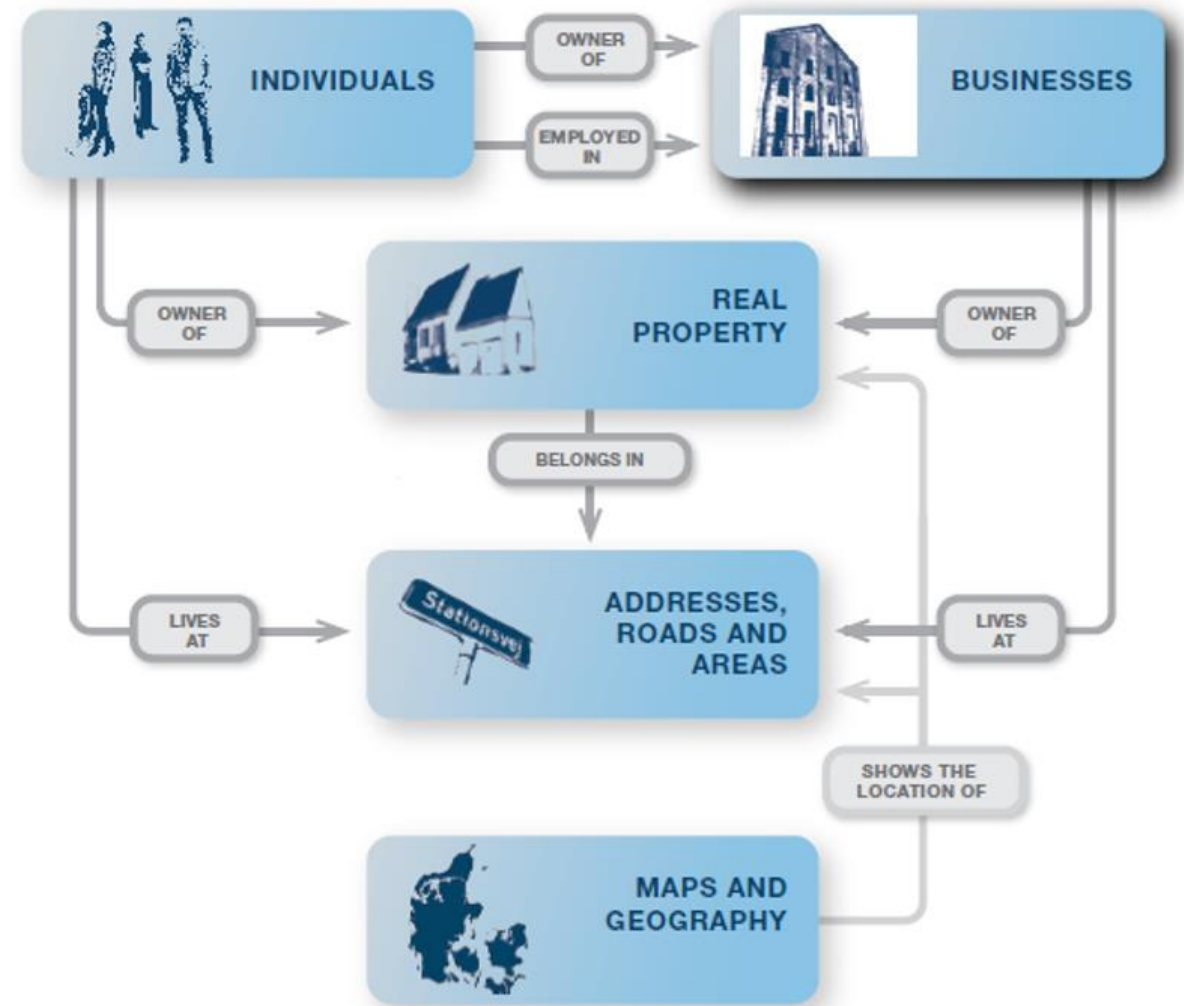 INDIVIDUALS
OWNER
OF
BUSINESSES
EMPLOYED
IN
OWNER
OF
REAL
PROPERTY
OWNER
OF
BELONGS IN
LIVES
AT
Stationsvej
ADDRESSES,
ROADS AND
AREAS
LIVES
AT
SHOWS THE
LOCATION OF
MAPS AND
GEOGRAPHY